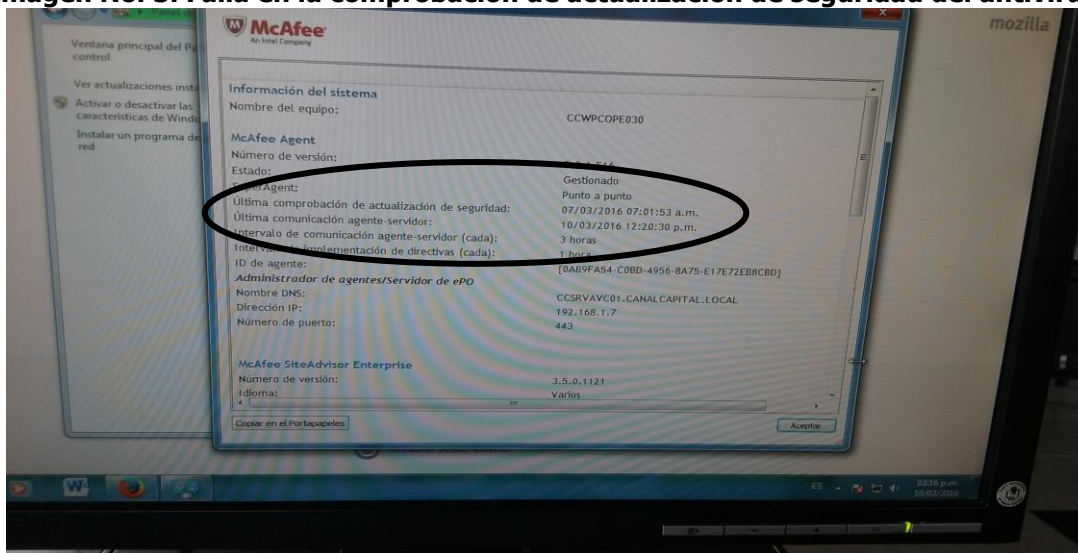 Imagen No. 3. Falla en la comprobación de actualización de seguridad del antivirus
Panel de
mozilla
McAfee
An Intel Company
Ventana principal del Pa
control
Ver actualizaciones insta
Activar o desactivar las
características de Windo
Instalar un programa de
red
Información del sistema
Nombre del equipo: CCWPCOPE030
McAfee Agent
Número de versión:
Estado: Gestionado
SuperAgent: Punto a punto
Última comprobación de actualización de seguridad: 07/03/2016 07:01:53 a.m.
Última comunicación agente-servidor: 10/03/2016 12:20:30 p.m.
Intervalo de comunicación agente-servidor (cada): 3 horas
Intervalo de implementación de directivas (cada): 1 hora
ID de agente: [0AB9FA54-C0BD-4956-8A75-E17E72EB8CBD]
Administrador de agentes/Servidor de ePO
Nombre DNS: CCSRVAVC01.CANALCAPITAL.LOCAL
Dirección IP: 192.168.1.7
Número de puerto: 443
McAfee SiteAdvisor Enterprise
Número de versión: 3.5.0.1121
Idioma: Varios
Copiar en el Portapapeles
Aceptar
ES
03:16 p.m.
10/03/2016